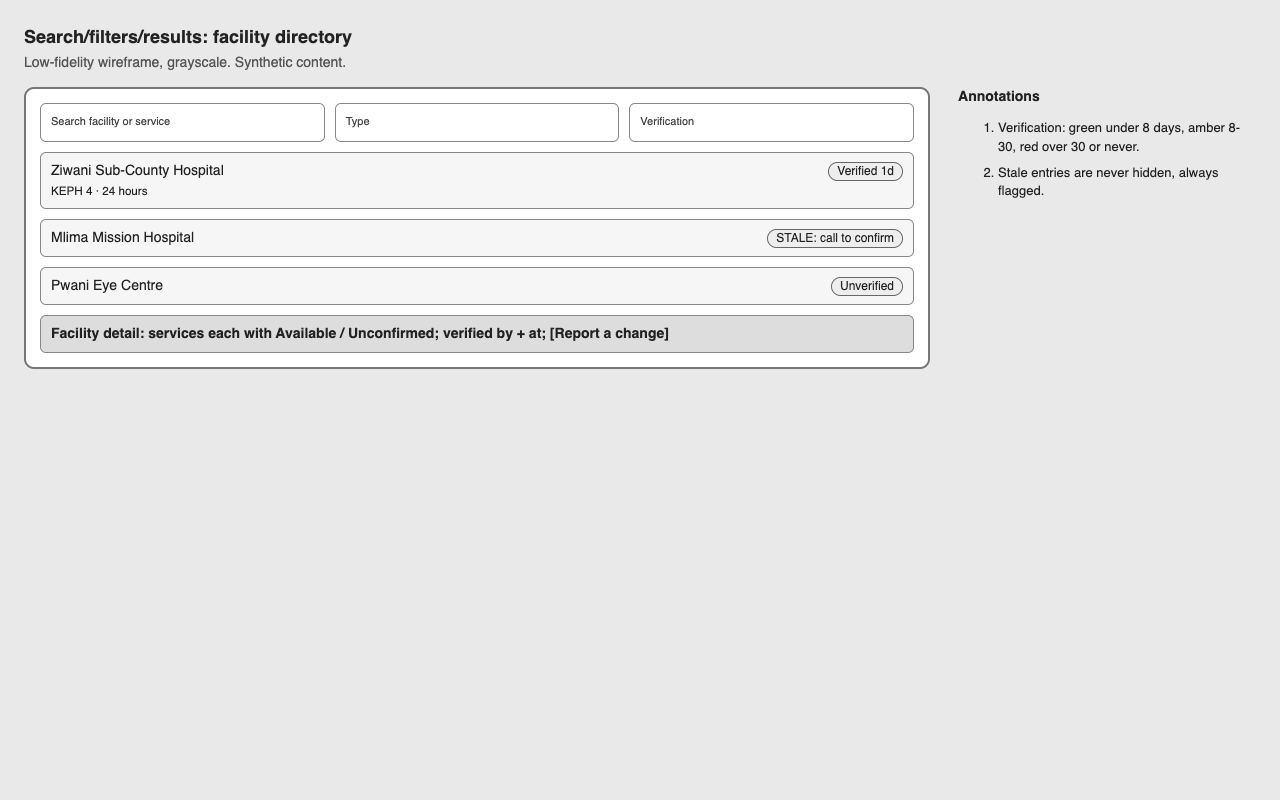 Search/filters/results: facility directory
Low-fidelity wireframe, grayscale. Synthetic content.
Search facility or service
Type
Verification
Ziwani Sub-County Hospital
Verified 1d
KEPH 4 · 24 hours
Mlima Mission Hospital
STALE: call to confirm
Pwani Eye Centre
Unverified
Facility detail: services each with Available / Unconfirmed; verified by + at; [Report a change]
Annotations
1. Verification: green under 8 days, amber 8-
30, red over 30 or never.
2. Stale entries are never hidden, always
flagged.